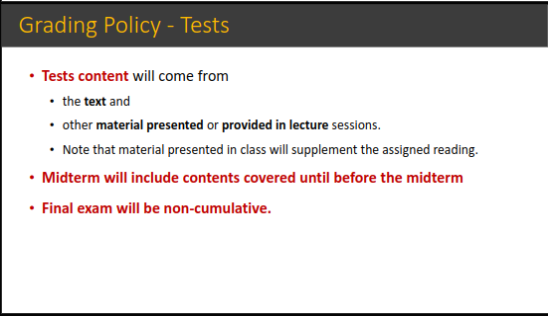 Grading Policy - Tests
• Tests content will come from
• the text and
• other material presented or provided in lecture sessions.
• Note that material presented in class will supplement the assigned reading.
• Midterm will include contents covered until before the midterm
• Final exam will be non-cumulative.